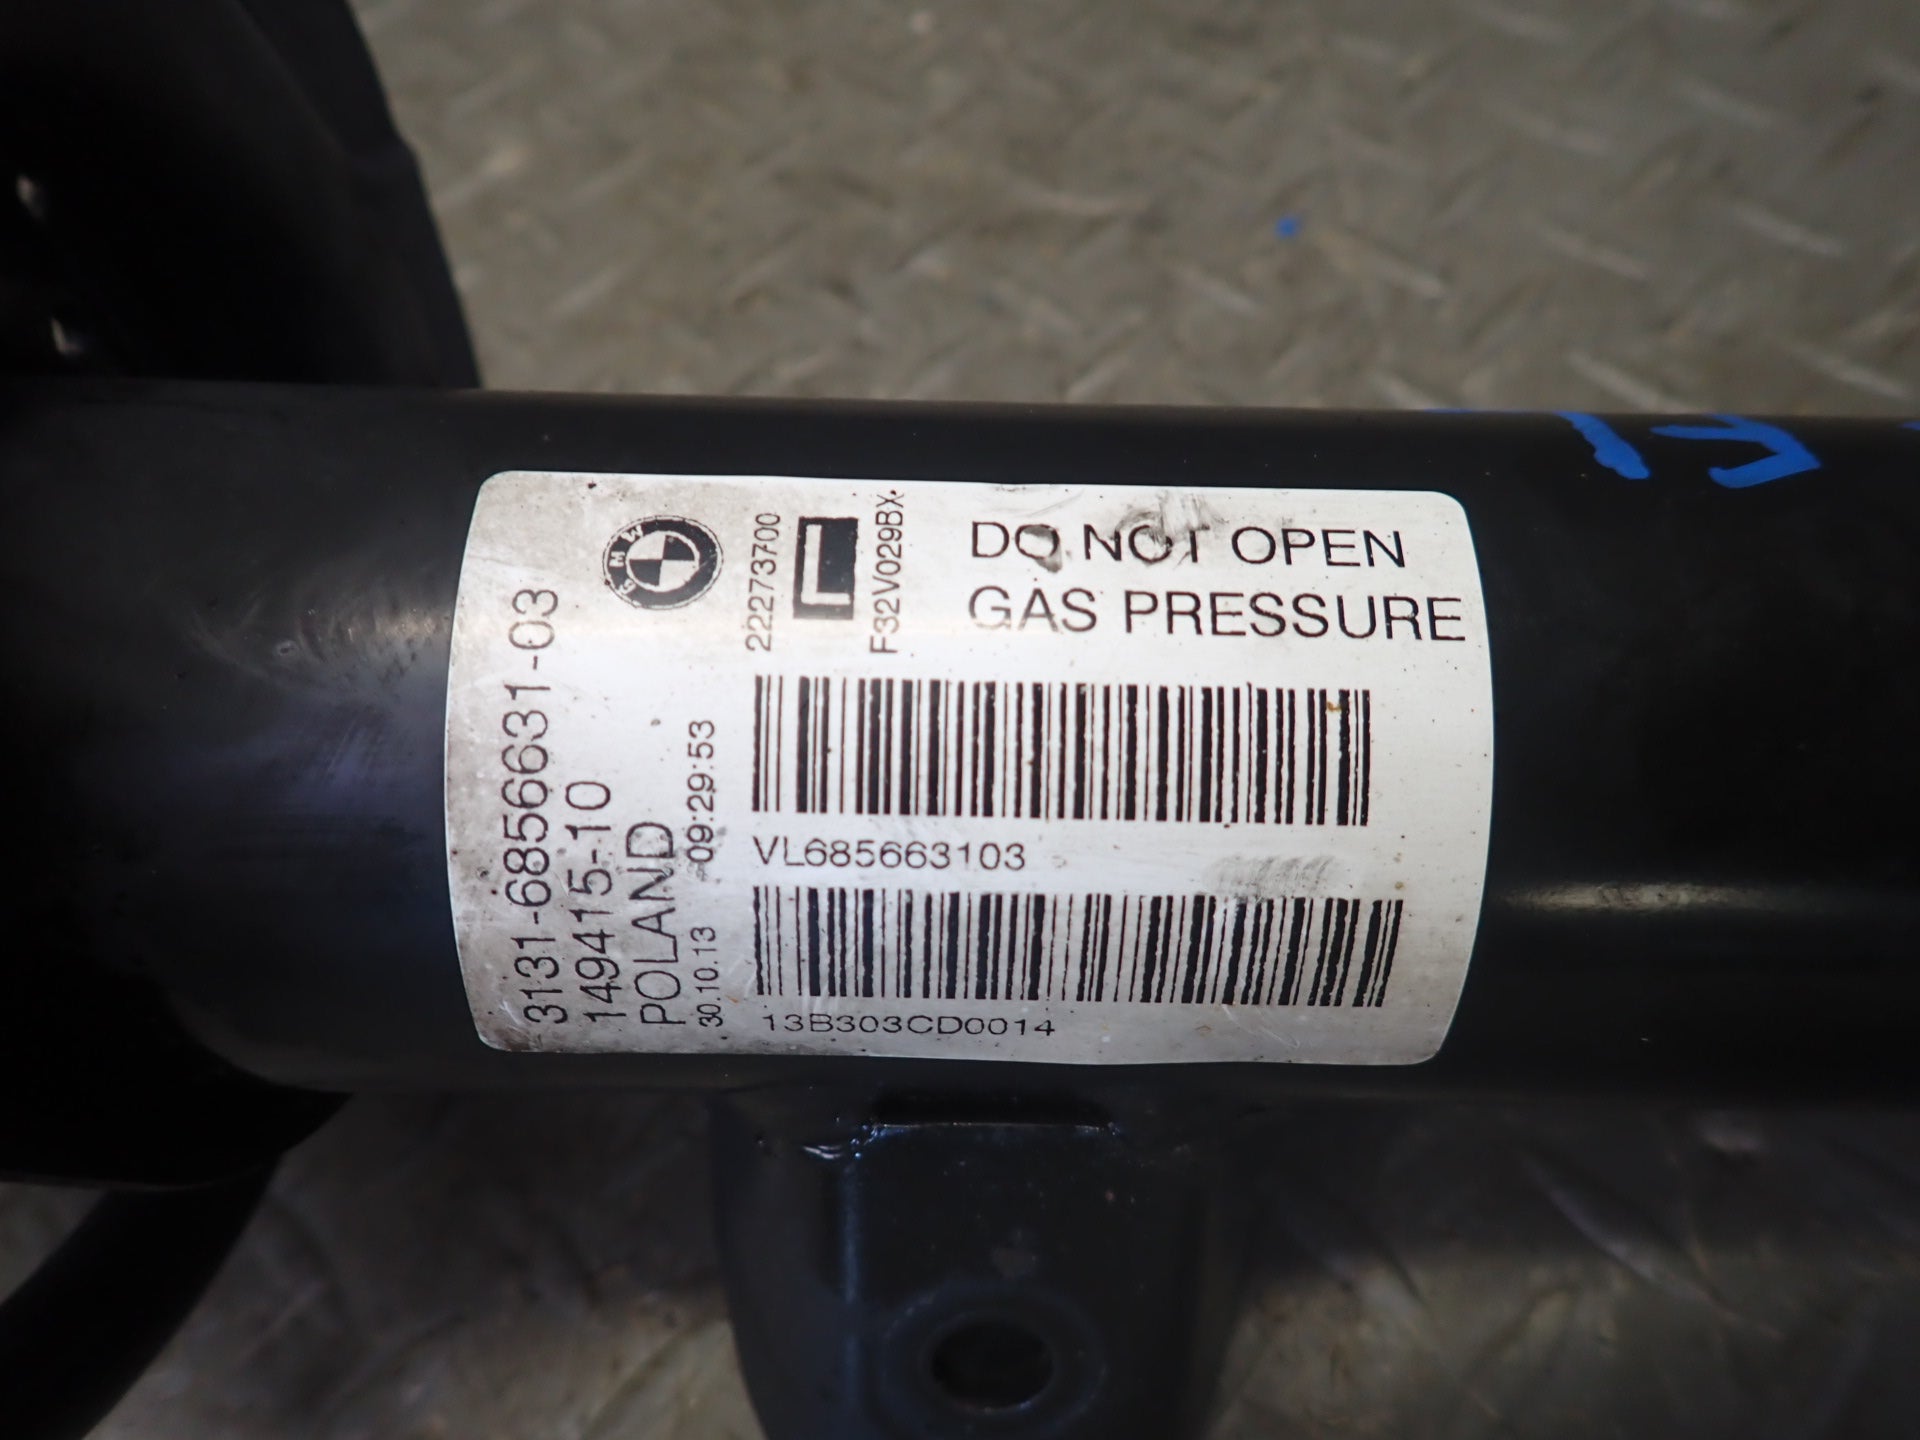 3131-6856631-03
149415-10
POLAND
30.10.13 09:29:53
BMW
22273700
L
F32V029BX
DO NOT OPEN
GAS PRESSURE
VL685663103
13B303CD0014